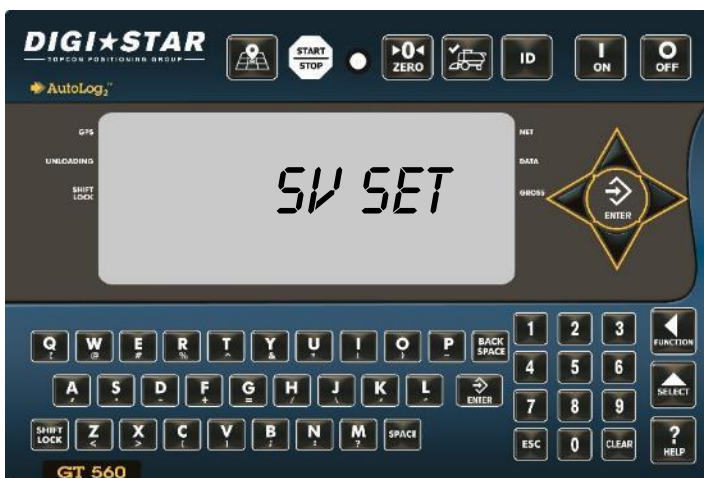 DIGI★STAR
TOPCON POSITIONING GROUP
AutoLog2™
START
STOP
►0◄
ZERO
ID
I
ON
O
OFF
GPS
UNLOADING
SHIFT
LOCK
SV SET
NET
DATA
GROSS
ENTER
Q !
W @
E #
R %
T ^
Y &
U *
I (
O )
P -
BACK
SPACE
A
S
D -
F +
G =
H /
J \
K
L
ENTER
SHIFT
LOCK
Z <
X >
C
V
B
N
M ?
SPACE
1 2 3
FUNCTION
4 5 6
SELECT
7 8 9
ESC 0 CLEAR
?
HELP
GT 560